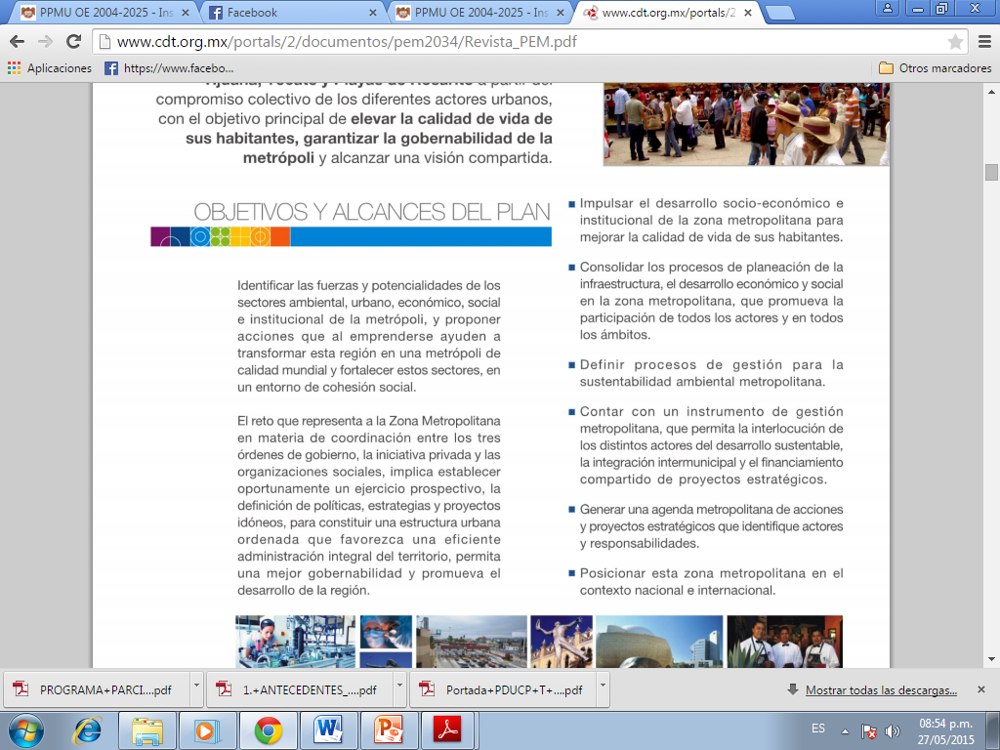 PPMU OE 2004-2025 - Ins
Facebook
PPMU OE 2004-2025 - Ins
www.cdt.org.mx/portals/2
www.cdt.org.mx/portals/2/documentos/pem2034/Revista_PEM.pdf
Aplicaciones
https://www.facebo...
Otros marcadores
compromiso colectivo de los diferentes actores urbanos,
con el objetivo principal de elevar la calidad de vida de
sus habitantes, garantizar la gobernabilidad de la
metrópoli y alcanzar una visión compartida.
OBJETIVOS Y ALCANCES DEL PLAN
Identificar las fuerzas y potencialidades de los
sectores ambiental, urbano, económico, social
e institucional de la metrópoli, y proponer
acciones que al emprenderse ayuden a
transformar esta región en una metrópoli de
calidad mundial y fortalecer estos sectores, en
un entorno de cohesión social.
El reto que representa a la Zona Metropolitana
en materia de coordinación entre los tres
órdenes de gobierno, la iniciativa privada y las
organizaciones sociales, implica establecer
oportunamente un ejercicio prospectivo, la
definición de políticas, estrategias y proyectos
idóneos, para constituir una estructura urbana
ordenada que favorezca una eficiente
administración integral del territorio, permita
una mejor gobernabilidad y promueva el
desarrollo de la región.
Impulsar el desarrollo socio-económico e
institucional de la zona metropolitana para
mejorar la calidad de vida de sus habitantes.
Consolidar los procesos de planeación de la
infraestructura, el desarrollo económico y social
en la zona metropolitana, que promueva la
participación de todos los actores y en todos
los ámbitos.
Definir procesos de gestión para la
sustentabilidad ambiental metropolitana.
Contar con un instrumento de gestión
metropolitana, que permita la interlocución de
los distintos actores del desarrollo sustentable,
la integración intermunicipal y el financiamiento
compartido de proyectos estratégicos.
Generar una agenda metropolitana de acciones
y proyectos estratégicos que identifique actores
y responsabilidades.
Posicionar esta zona metropolitana en el
contexto nacional e internacional.
PROGRAMA+PARCI....pdf
1.+ANTECEDENTES_....pdf
Portada+PDUCP+T+....pdf
Mostrar todas las descargas...
ES
08:54 p.m.
27/05/2015